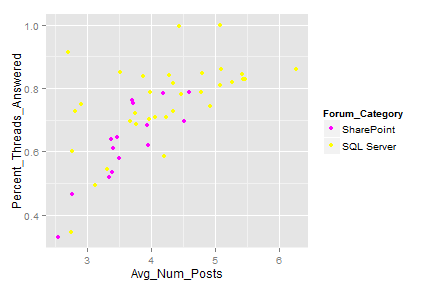 Percent_Threads_Answered
1.0
0.8
0.6
0.4
3
4
5
6
Avg_Num_Posts
Forum_Category
SharePoint
SQL Server